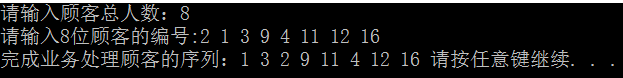 请输入顾客总人数：8
请输入8位顾客的编号:2 1 3 9 4 11 12 16
完成业务处理顾客的序列：1 3 2 9 11 4 12 16 请按任意键继续. . .